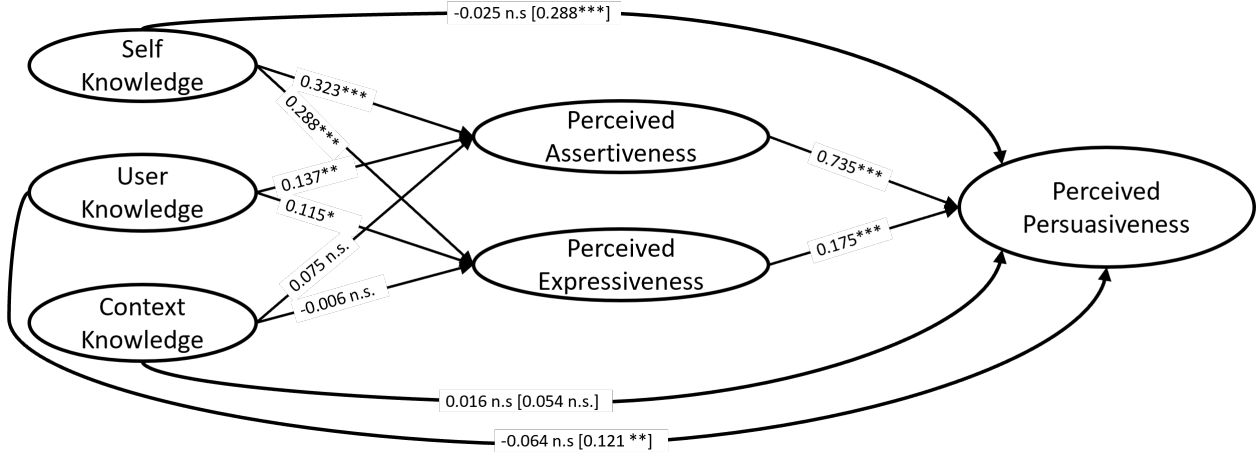 -0.025 n.s [0.288***]
Self
Knowledge
0.323***
0.288***
Perceived
Assertiveness
User
Knowledge
0.137**
0.115*
0.735***
Perceived
Persuasiveness
Perceived
Expressiveness
0.175***
0.075 n.s.
-0.006 n.s.
Context
Knowledge
0.016 n.s [0.054 n.s.]
-0.064 n.s [0.121 **]